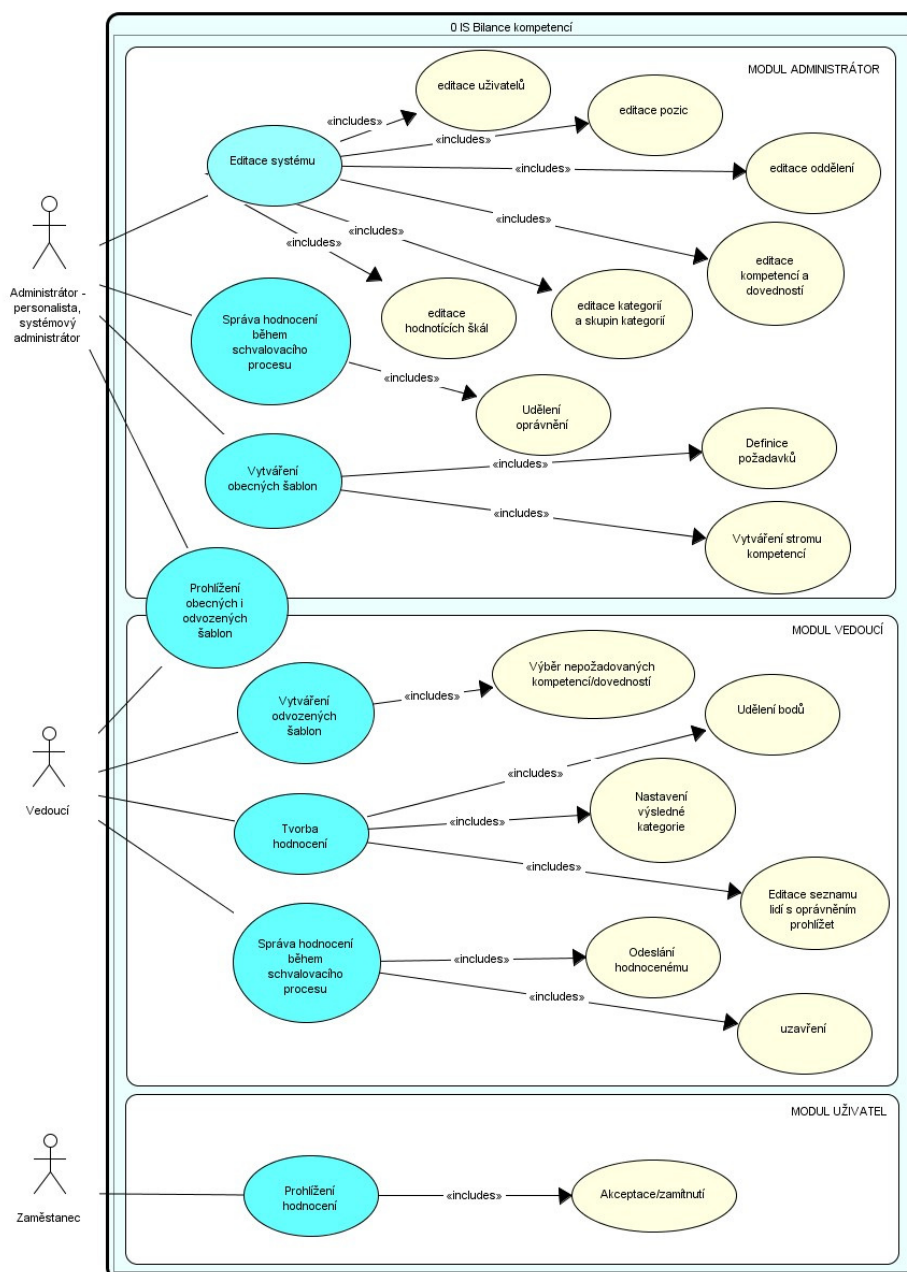 0 IS Bilance kompetencí
MODUL ADMINISTRÁTOR
editace uživatelů
editace pozic
«includes»
«includes»
Editace systému
«includes»
editace oddělení
«includes»
«includes»
«includes»
editace
kompetencí a
dovedností
Administrátor -
personalista,
systémový
administrátor
Správa hodnocení
během
schvalovacího
procesu
editace
hodnotících škál
editace kategorií
a skupin kategorií
«includes»
Udělení
oprávnění
Vytváření
obecných šablon
«includes»
Definice
požadavků
«includes»
Vytváření stromu
kompetencí
Prohlížení
obecných i
odvozených
šablon
MODUL VEDOUCÍ
Výběr nepožadovaných
kompetencí/dovedností
Vytváření
odvozených
šablon
«includes»
Udělení bodů
Vedoucí
«includes»
Tvorba
hodnocení
«includes»
Nastavení
výsledné
kategorie
«includes»
Editace seznamu
lidí s oprávněním
prohlížet
Správa hodnocení
během
schvalovacího
procesu
«includes»
Odeslání
hodnocenému
«includes»
uzavření
MODUL UŽIVATEL
Zaměstanec
Prohlížení
hodnocení
«includes»
Akceptace/zamítnutí